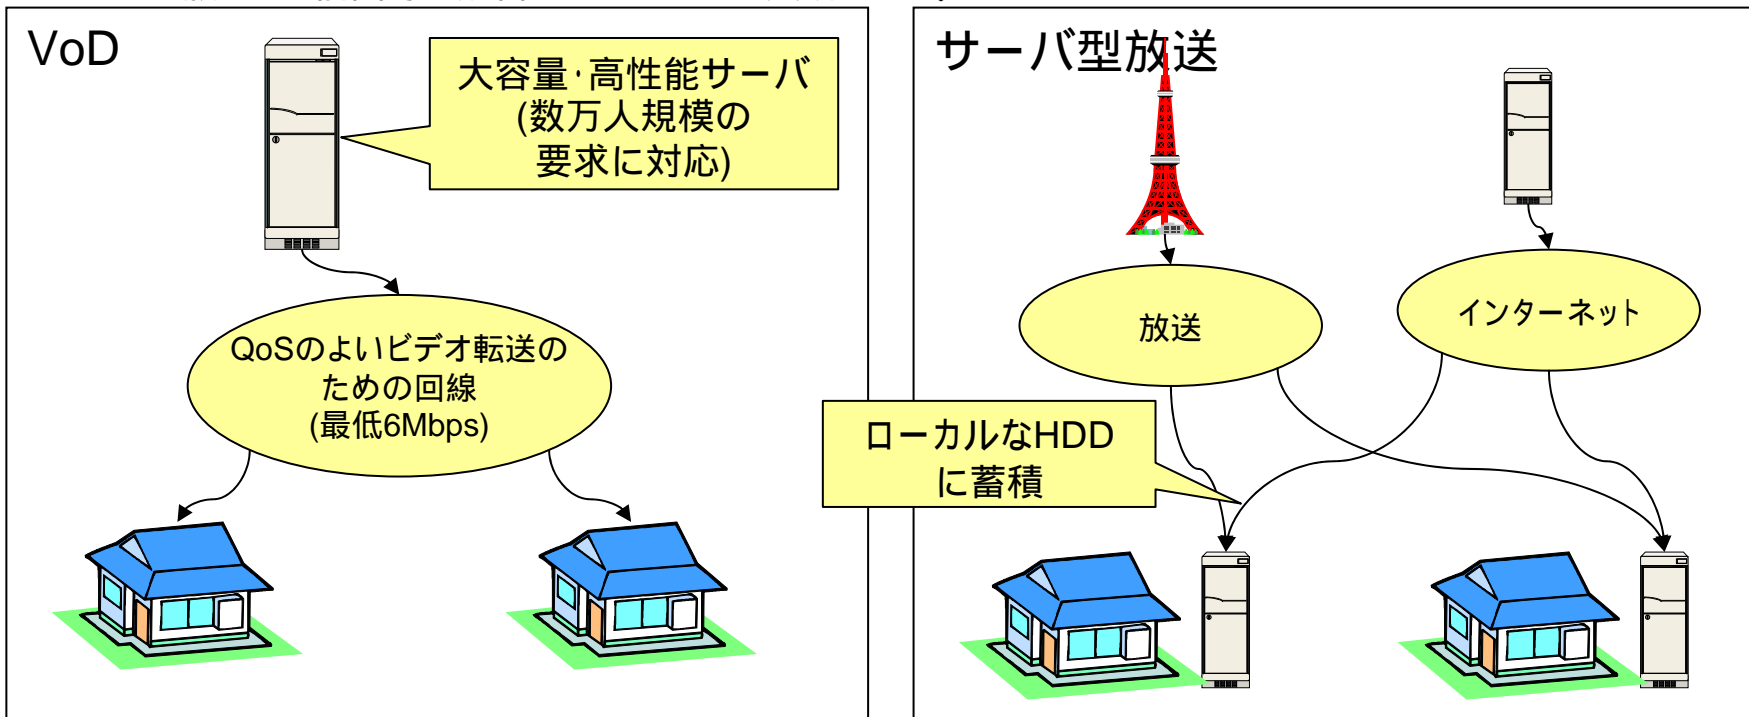 VoD
大容量・高性能サーバ
(数万人規模の
要求に対応)
QoSのよいビデオ転送の
ための回線
(最低6Mbps)
サーバ型放送
放送
インターネット
ローカルなHDD
に蓄積